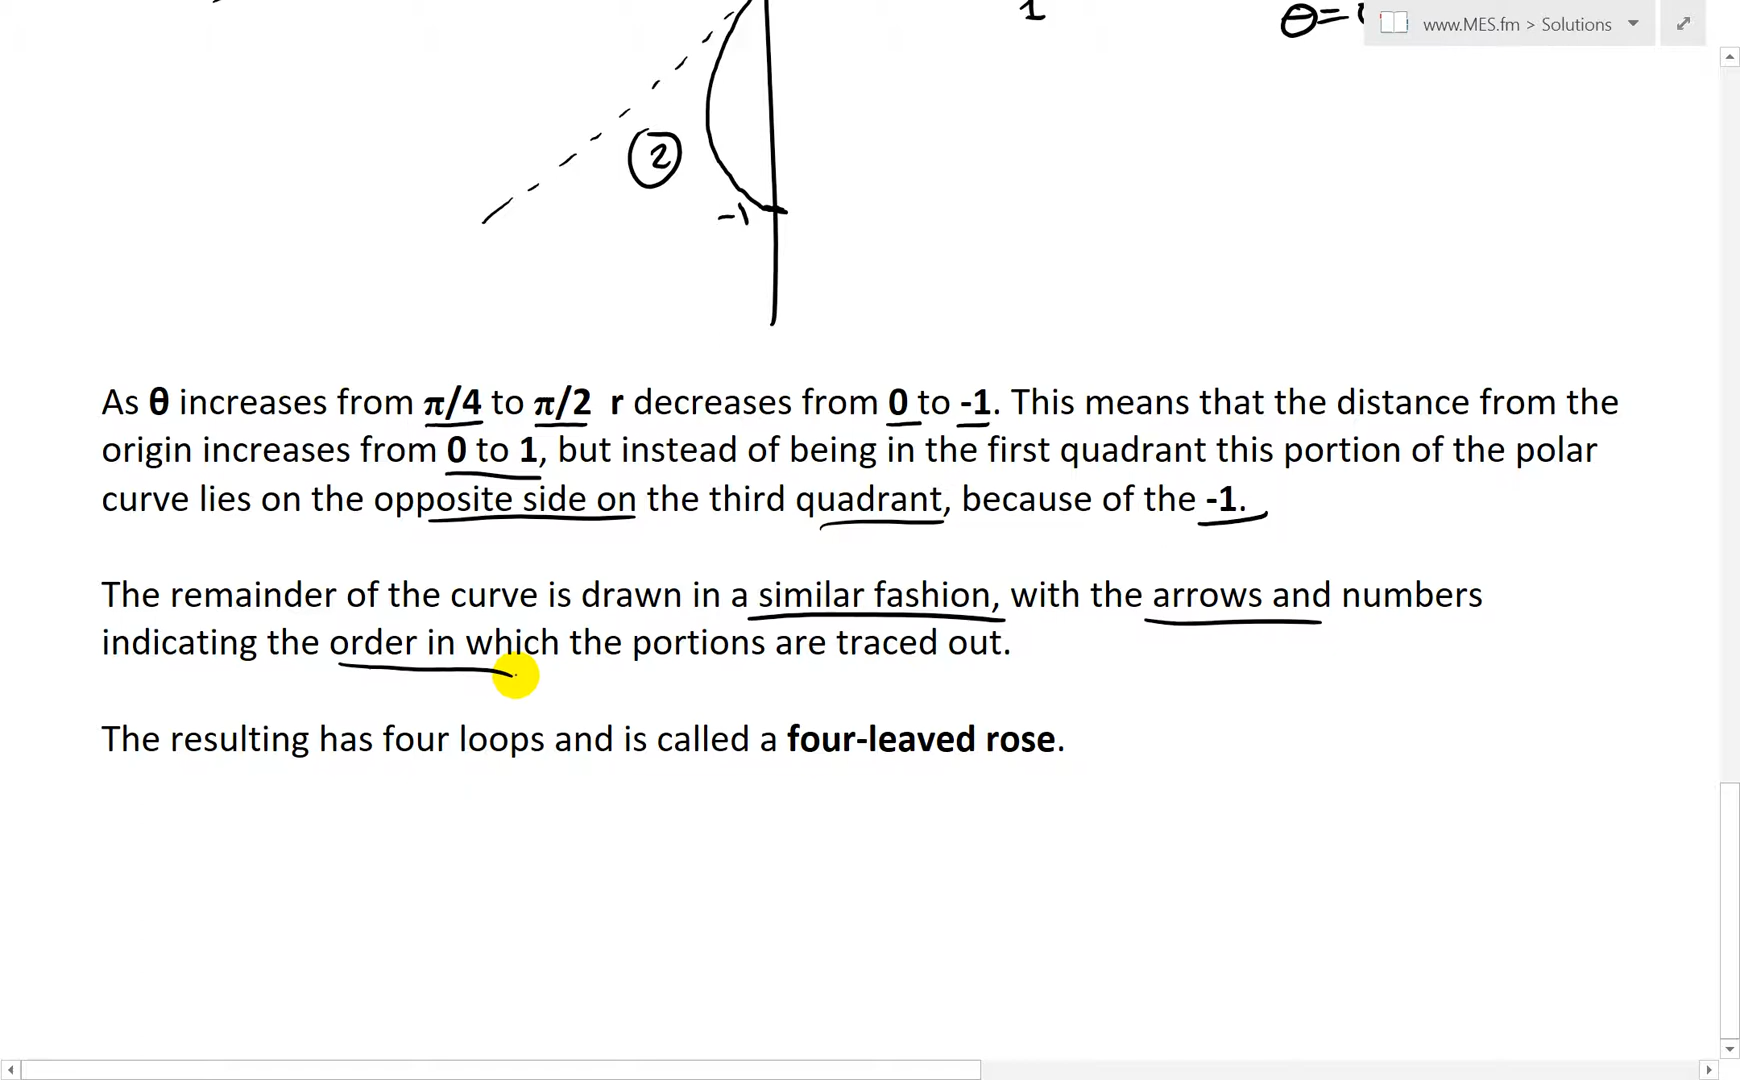 1
θ=
www.MES.fm > Solutions
2
-1
As θ increases from π/4 to π/2 r decreases from 0 to -1. This means that the distance from the
origin increases from 0 to 1, but instead of being in the first quadrant this portion of the polar
curve lies on the opposite side on the third quadrant, because of the -1.
The remainder of the curve is drawn in a similar fashion, with the arrows and numbers
indicating the order in which the portions are traced out.
The resulting has four loops and is called a four-leaved rose.